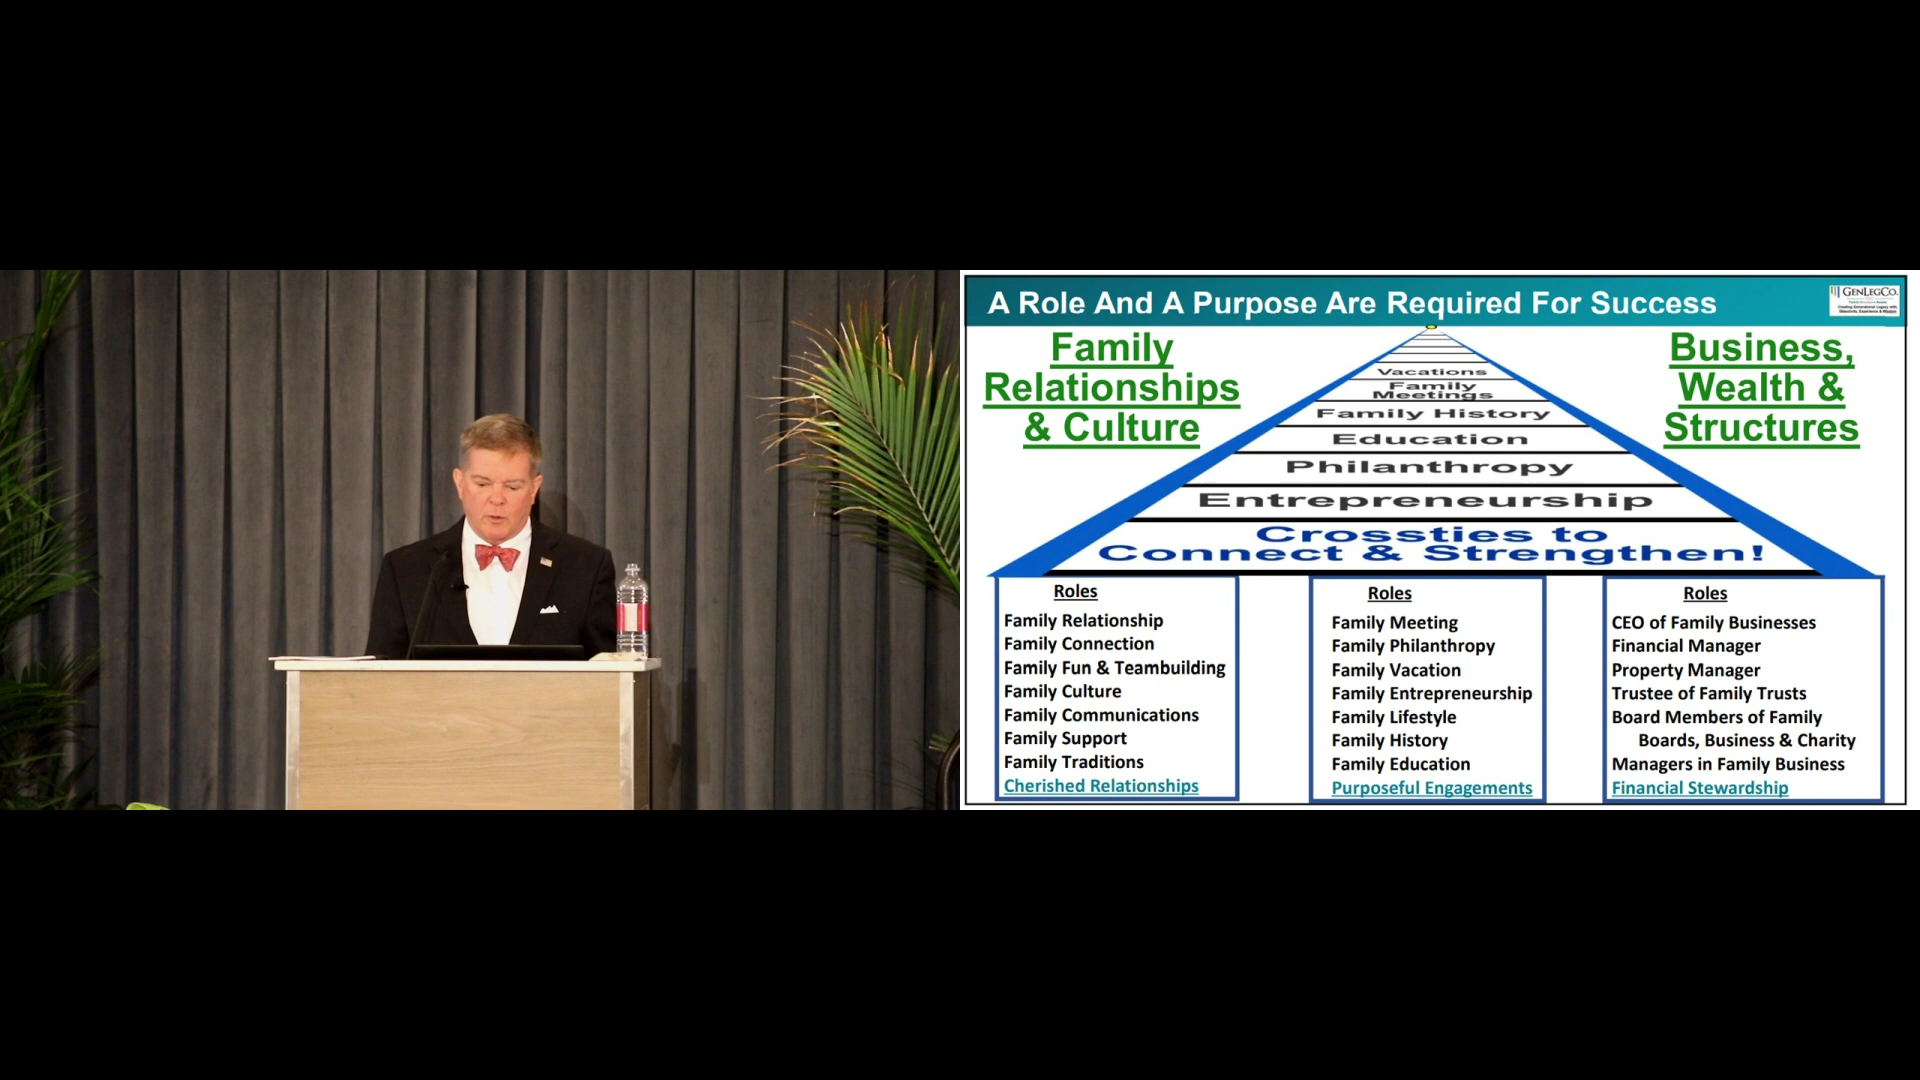 A Role And A Purpose Are Required For Success
GENLEGCO.
Family
Relationships
& Culture
Business,
Wealth &
Structures
Vacations
Family
Meetings
Family History
Education
Philanthropy
Entrepreneurship
Crossties to
Connect & Strengthen!
Roles
Family Relationship
Family Connection
Family Fun & Teambuilding
Family Culture
Family Communications
Family Support
Family Traditions
Cherished Relationships
Roles
Family Meeting
Family Philanthropy
Family Vacation
Family Entrepreneurship
Family Lifestyle
Family History
Family Education
Purposeful Engagements
Roles
CEO of Family Businesses
Financial Manager
Property Manager
Trustee of Family Trusts
Board Members of Family
Boards, Business & Charity
Managers in Family Business
Financial Stewardship